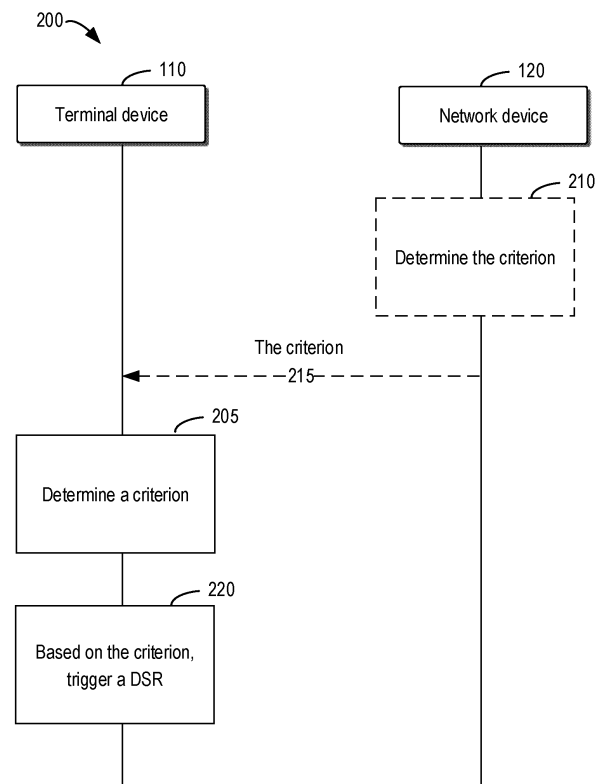 200
110
120
Terminal device
Network device
210
Determine the criterion
The criterion
215
205
Determine a criterion
220
Based on the criterion,
trigger a DSR